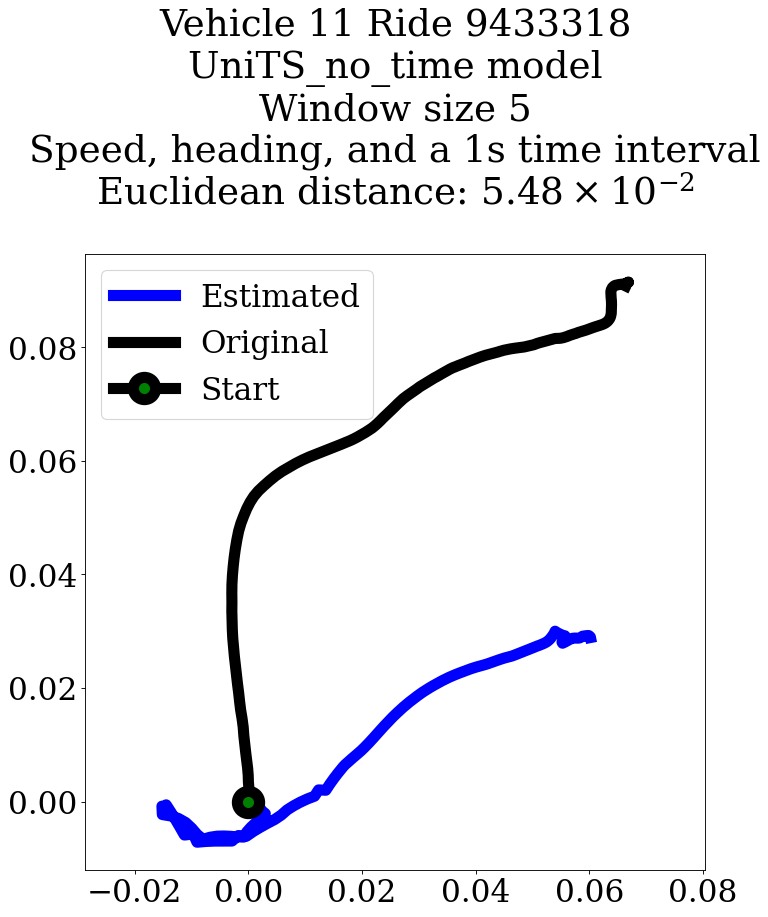 Vehicle 11 Ride 9433318
UniTS_no_time model
Window size 5
Speed, heading, and a 1s time interval
Euclidean distance: 5.48 × 10⁻²
Estimated
Original
Start
0.08
0.06
0.04
0.02
0.00
−0.02 0.00 0.02 0.04 0.06 0.08